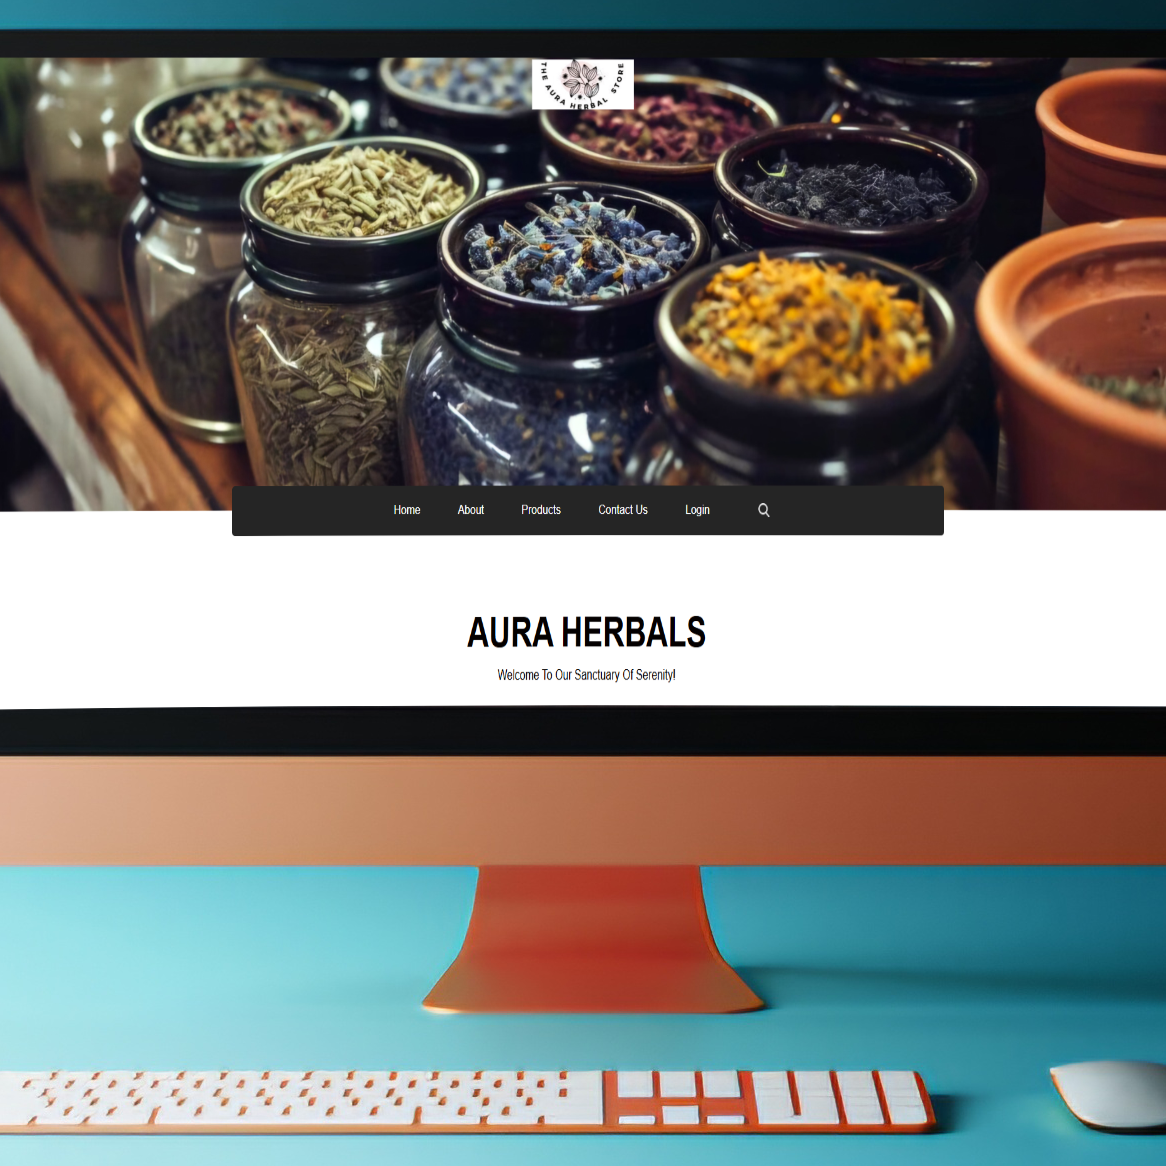 THE AURA HERBAL STORE
Home About Products Contact Us Login
AURA HERBALS
Welcome To Our Sanctuary Of Serenity!